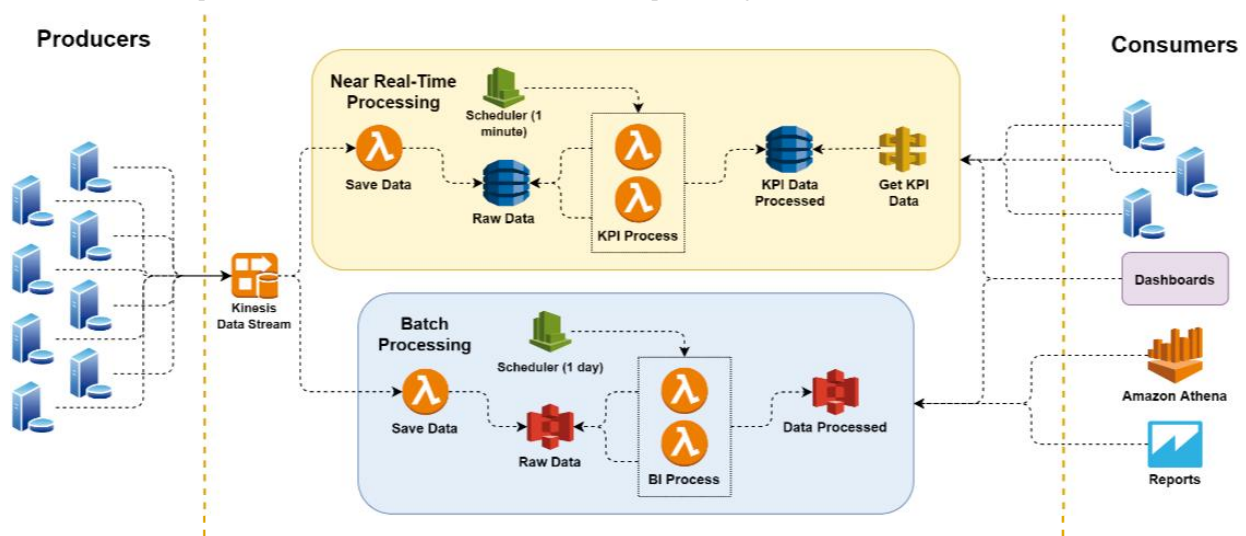 Producers
Consumers
Near Real-Time
Processing
Scheduler (1
minute)
Save Data
Raw Data
KPI Process
KPI Data
Processed
Get KPI
Data
Kinesis
Data Stream
Dashboards
Batch
Processing
Scheduler (1 day)
Save Data
Raw Data
BI Process
Data Processed
Amazon Athena
Reports